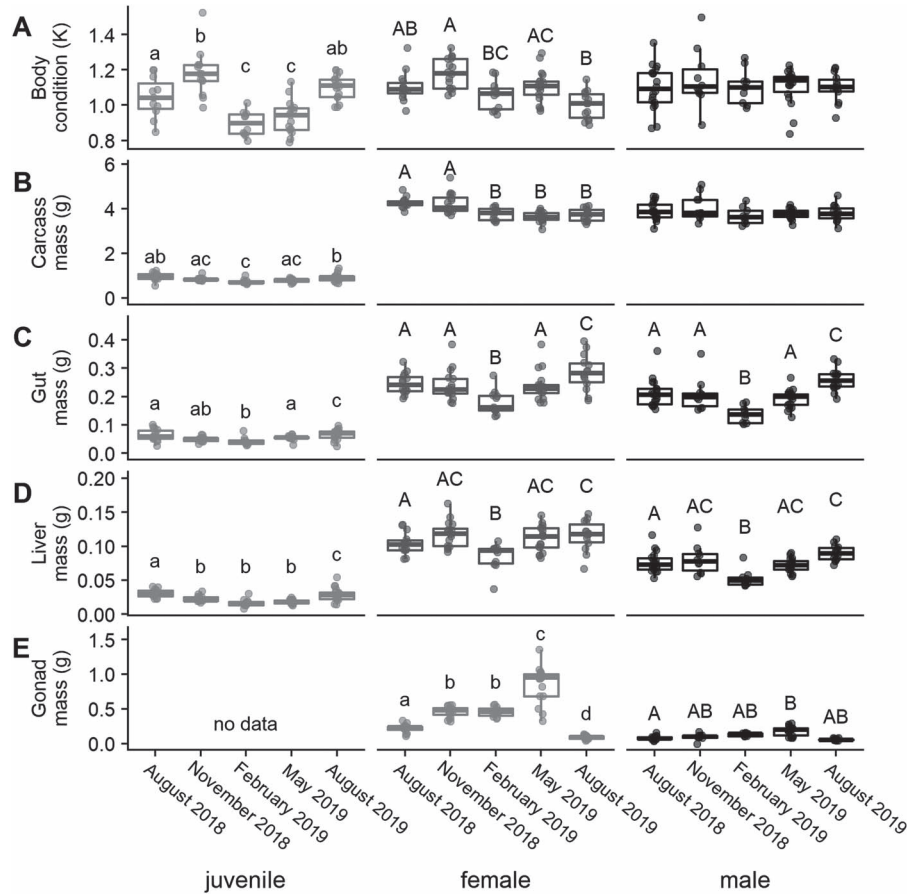 A
Body condition (K)
1.4
1.2
1.0
0.8
a
b
c
c
ab
AB
A
BC
AC
B
B
Carcass mass (g)
6
4
2
0
ab
ac
c
ac
b
A
A
B
B
B
C
Gut mass (g)
0.4
0.3
0.2
0.1
0.0
a
ab
b
a
c
A
A
B
A
C
A
A
B
A
C
D
Liver mass (g)
0.20
0.15
0.10
0.05
0.00
a
b
b
b
c
A
AC
B
AC
C
A
AC
B
AC
C
E
Gonad mass (g)
1.5
1.0
0.5
0.0
no data
a
b
b
c
d
A
AB
AB
B
AB
August 2018
November 2018
February 2019
May 2019
August 2019
August 2018
November 2018
February 2019
May 2019
August 2019
August 2018
November 2018
February 2019
May 2019
August 2019
juvenile
female
male